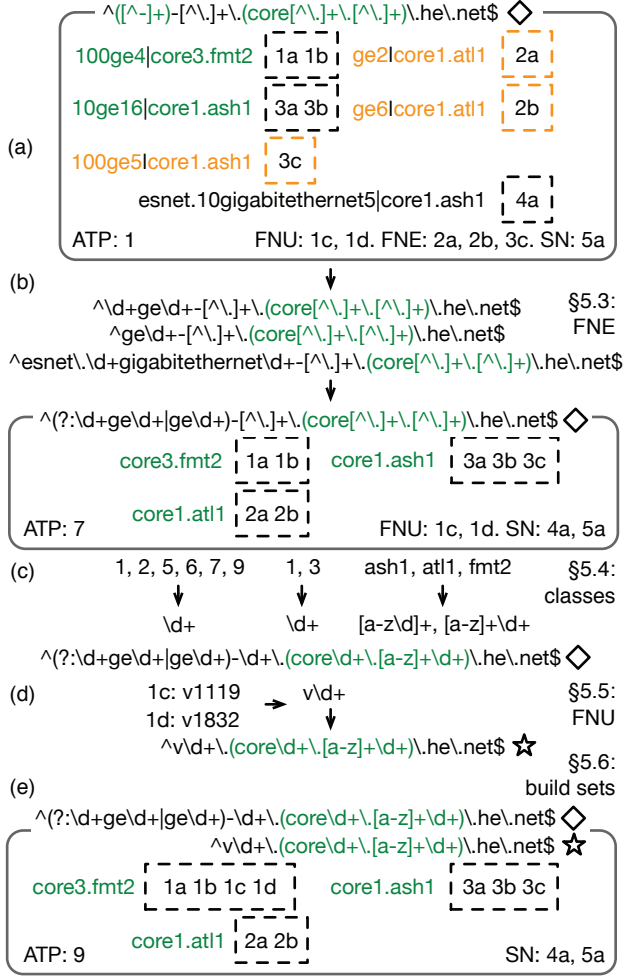 ^([^-]+)-[^\.]+\.(core[^\.]+\.[^\.]+)\.he\.net$
100ge4|core3.fmt2 1a 1b ge2|core1.atl1 2a
10ge16|core1.ash1 3a 3b ge6|core1.atl1 2b
(a)
100ge5|core1.ash1 3c
esnet.10gigabitethernet5|core1.ash1 4a
ATP: 1 FNU: 1c, 1d. FNE: 2a, 2b, 3c. SN: 5a
(b)
^\d+ge\d+-[^\.]+\.(core[^\.]+\.[^\.]+)\.he\.net$ §5.3:
^ge\d+-[^\.]+\.(core[^\.]+\.[^\.]+)\.he\.net$ FNE
^esnet\.\d+gigabitethernet\d+-[^\.]+\.(core[^\.]+\.[^\.]+)\.he\.net$
^(?:\d+ge\d+|ge\d+)-[^\.]+\.(core[^\.]+\.[^\.]+)\.he\.net$
core3.fmt2 1a 1b core1.ash1 3a 3b 3c
core1.atl1 2a 2b
ATP: 7 FNU: 1c, 1d. SN: 4a, 5a
(c) 1, 2, 5, 6, 7, 9 1, 3 ash1, atl1, fmt2 §5.4:
classes
\d+ \d+ [a-z\d]+, [a-z]+\d+
^(?:\d+ge\d+|ge\d+)-\d+\.(core\d+\.[a-z]+\d+)\.he\.net$
(d) 1c: v1119 v\d+ §5.5:
1d: v1832 FNU
^v\d+\.(core\d+\.[a-z]+\d+)\.he\.net$
§5.6:
(e) build sets
^(?:\d+ge\d+|ge\d+)-\d+\.(core\d+\.[a-z]+\d+)\.he\.net$
^v\d+\.(core\d+\.[a-z]+\d+)\.he\.net$
core3.fmt2 1a 1b 1c 1d core1.ash1 3a 3b 3c
core1.atl1 2a 2b
ATP: 9 SN: 4a, 5a